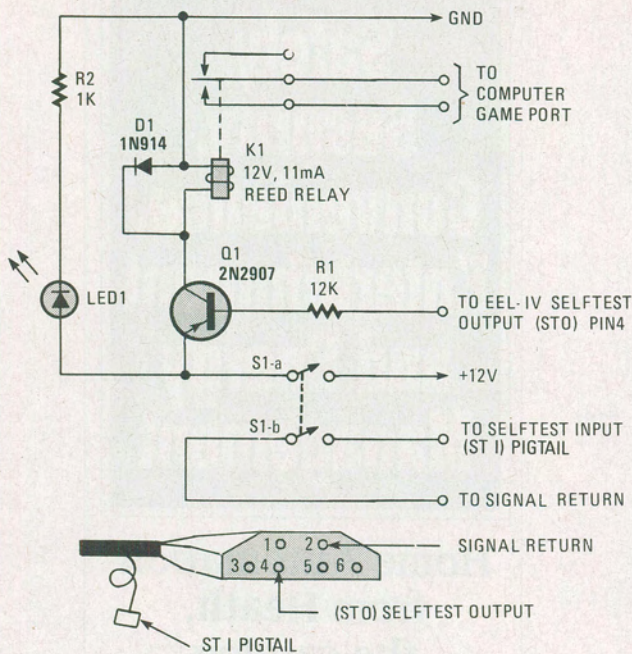 GND
R2
1K
TO
COMPUTER
GAME PORT
D1
1N914
K1
12V, 11mA
REED RELAY
Q1
2N2907
R1
12K
LED1
TO EEL-IV SELFTEST
OUTPUT (STO) PIN4
S1-a
+12V
S1-b
TO SELFTEST INPUT
(ST I) PIGTAIL
TO SIGNAL RETURN
1 2
SIGNAL RETURN
3 4 5 6
(STO) SELFTEST OUTPUT
ST I PIGTAIL